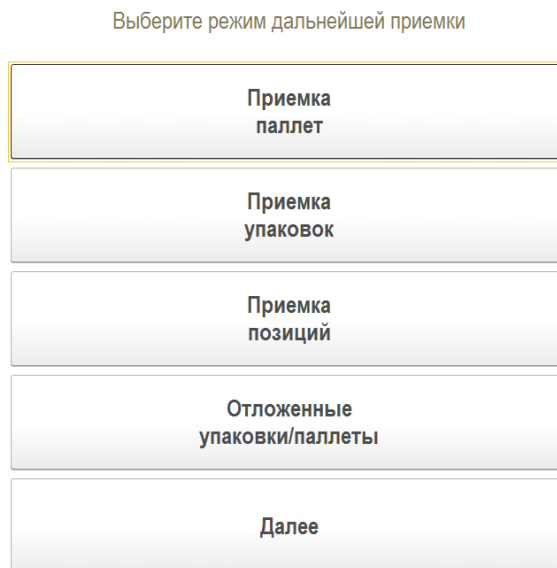 Выберите режим дальнейшей приемки
Приемка
паллет
Приемка
упаковок
Приемка
позиций
Отложенные
упаковки/паллеты
Далее